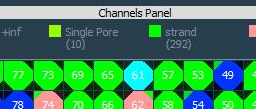 Channels Panel
+inf Single Pore strand
(10) (292)
77 73 69 65 61 57 53 49
78 74 70 66 62 58 54 50